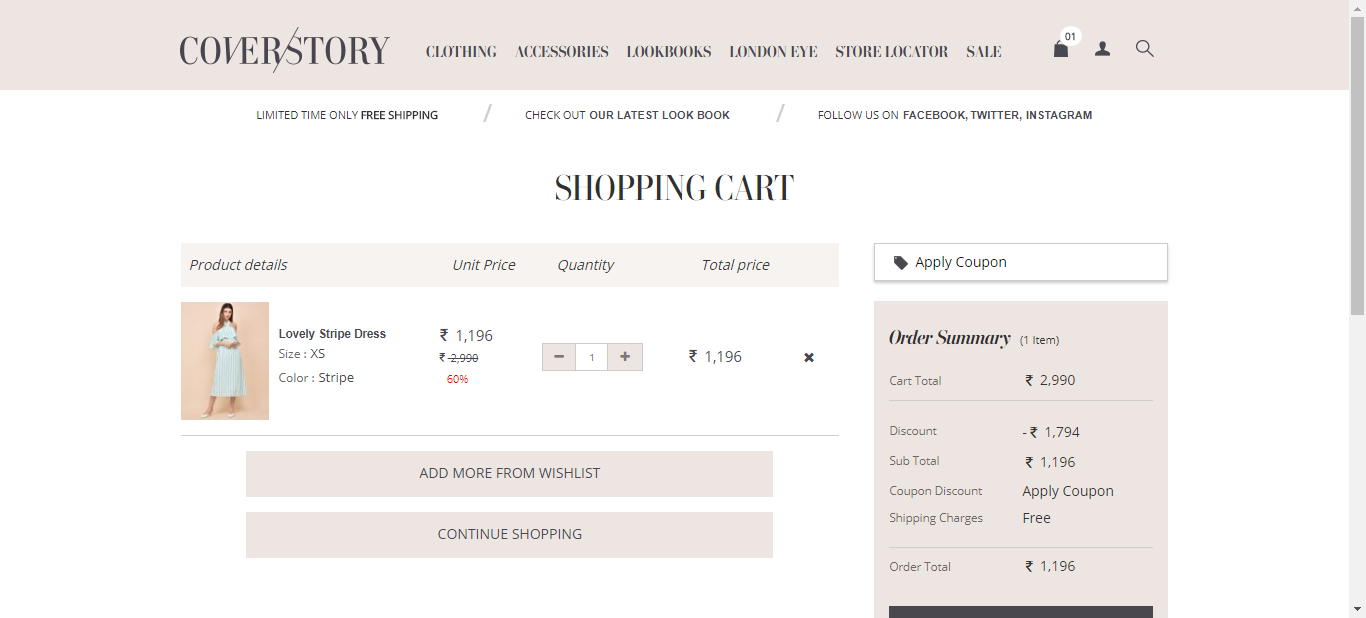 COVER STORY
CLOTHING ACCESSORIES LOOKBOOKS LONDON EYE STORE LOCATOR SALE
01
LIMITED TIME ONLY FREE SHIPPING / CHECK OUT OUR LATEST LOOK BOOK / FOLLOW US ON FACEBOOK, TWITTER, INSTAGRAM
SHOPPING CART
Product details Unit Price Quantity Total price
Lovely Stripe Dress
Size : XS
Color : Stripe
₹ 1,196
₹ 2,990
60%
− 1 +
₹ 1,196
✖
ADD MORE FROM WISHLIST
CONTINUE SHOPPING
Apply Coupon
Order Summary (1 Item)
Cart Total ₹ 2,990
Discount -₹ 1,794
Sub Total ₹ 1,196
Coupon Discount Apply Coupon
Shipping Charges Free
Order Total ₹ 1,196